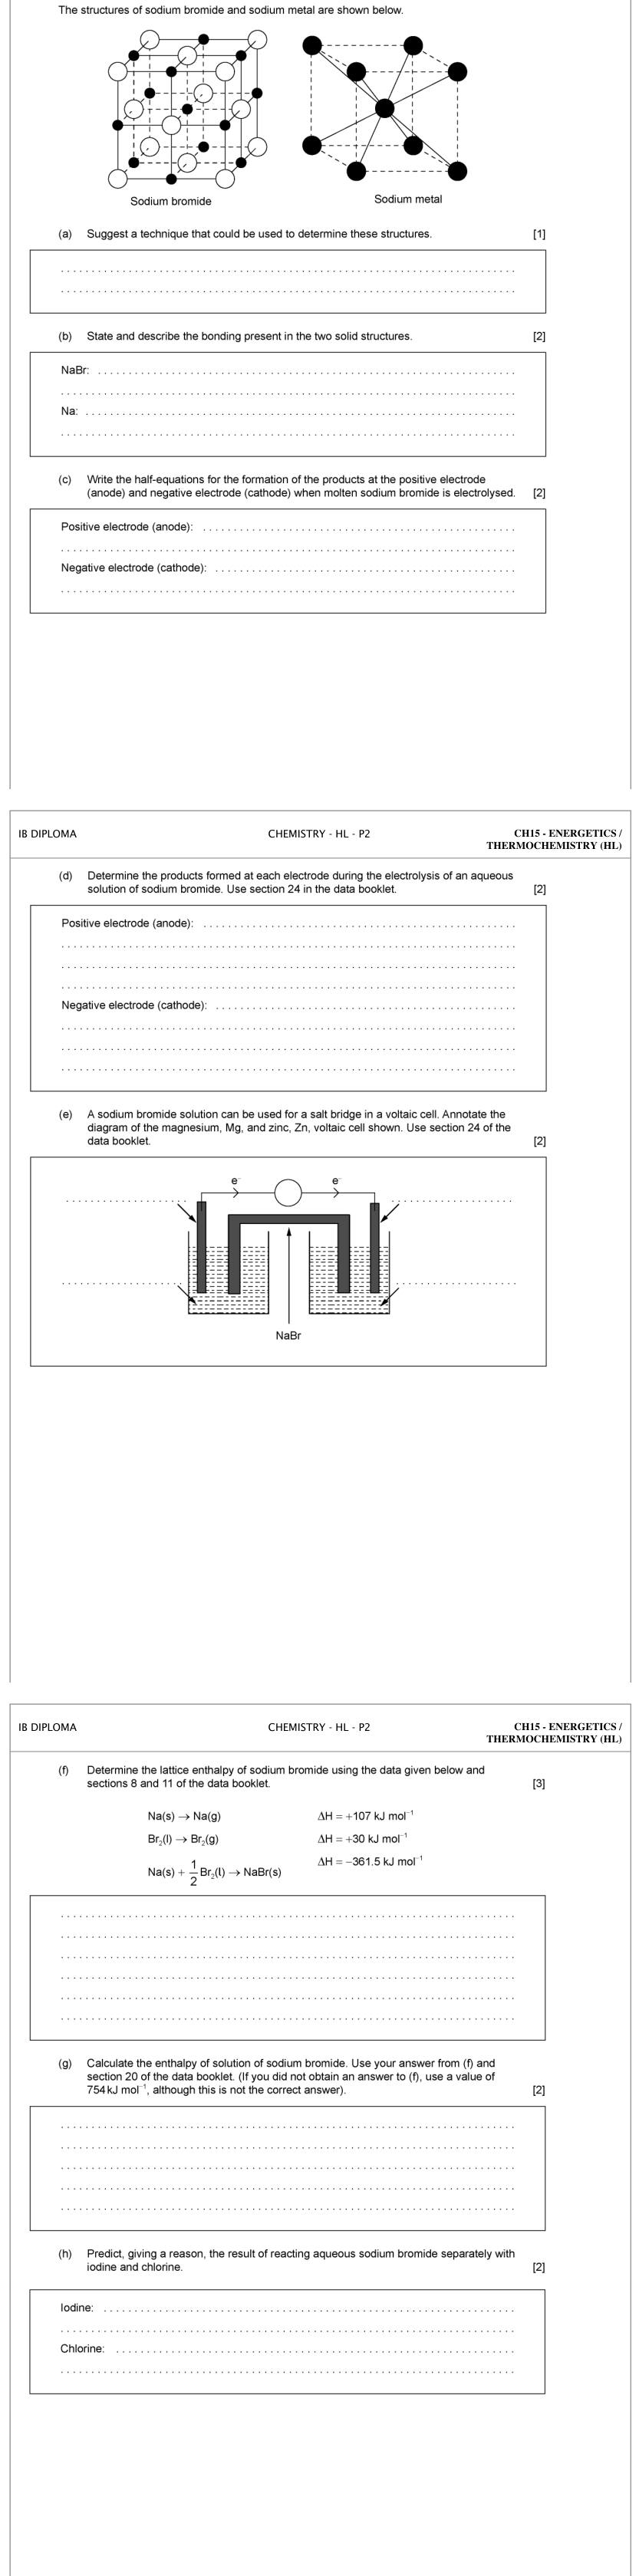 The structures of sodium bromide and sodium metal are shown below.
Sodium bromide
Sodium metal
(a) Suggest a technique that could be used to determine these structures. [1]
(b) State and describe the bonding present in the two solid structures. [2]
NaBr:
Na:
(c) Write the half-equations for the formation of the products at the positive electrode
(anode) and negative electrode (cathode) when molten sodium bromide is electrolysed. [2]
Positive electrode (anode):
Negative electrode (cathode):
IB DIPLOMA CHEMISTRY - HL - P2 CH15 - ENERGETICS /
THERMOCHEMISTRY (HL)
(d) Determine the products formed at each electrode during the electrolysis of an aqueous
solution of sodium bromide. Use section 24 in the data booklet. [2]
Positive electrode (anode):
Negative electrode (cathode):
(e) A sodium bromide solution can be used for a salt bridge in a voltaic cell. Annotate the
diagram of the magnesium, Mg, and zinc, Zn, voltaic cell shown. Use section 24 of the
data booklet. [2]
e⁻ e⁻
NaBr
IB DIPLOMA CHEMISTRY - HL - P2 CH15 - ENERGETICS /
THERMOCHEMISTRY (HL)
(f) Determine the lattice enthalpy of sodium bromide using the data given below and
sections 8 and 11 of the data booklet. [3]
Na(s) → Na(g) ΔH = +107 kJ mol⁻¹
Br₂(l) → Br₂(g) ΔH = +30 kJ mol⁻¹
Na(s) + 1/2 Br₂(l) → NaBr(s) ΔH = −361.5 kJ mol⁻¹
(g) Calculate the enthalpy of solution of sodium bromide. Use your answer from (f) and
section 20 of the data booklet. (If you did not obtain an answer to (f), use a value of
754 kJ mol⁻¹, although this is not the correct answer). [2]
(h) Predict, giving a reason, the result of reacting aqueous sodium bromide separately with
iodine and chlorine. [2]
Iodine:
Chlorine: